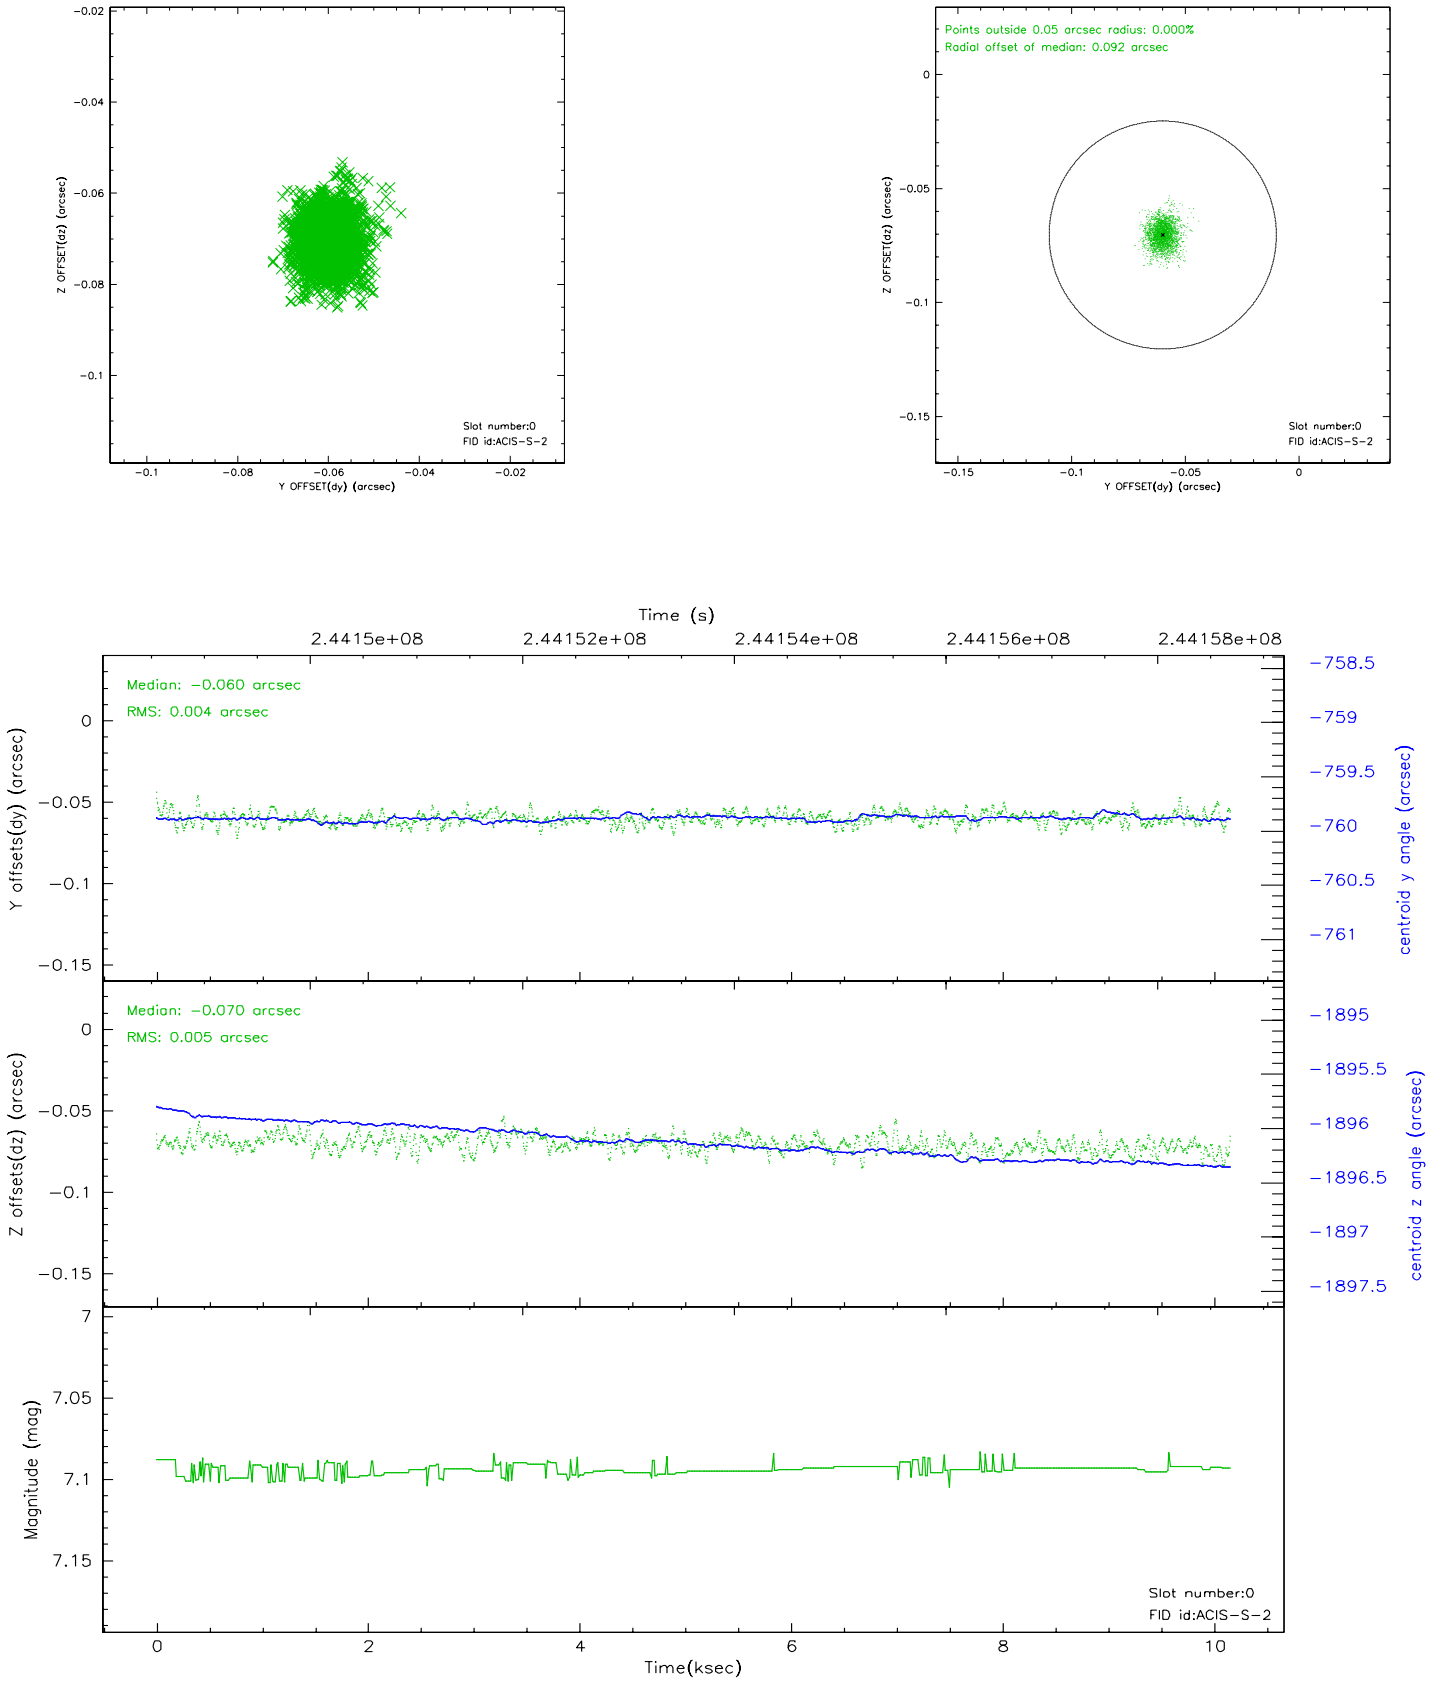 -0.02
-0.04
-0.06
-0.08
-0.1
Z OFFSET(dz) (arcsec)
Slot number:0
FID id:ACIS-S-2
-0.1 -0.08 -0.06 -0.04 -0.02
Y OFFSET(dy) (arcsec)
Points outside 0.05 arcsec radius: 0.000%
Radial offset of median: 0.092 arcsec
0
-0.05
-0.1
-0.15
Z OFFSET(dz) (arcsec)
Slot number:0
FID id:ACIS-S-2
-0.15 -0.1 -0.05 0
Y OFFSET(dy) (arcsec)
Time (s)
2.4415e+08 2.44152e+08 2.44154e+08 2.44156e+08 2.44158e+08
Median: -0.060 arcsec
RMS: 0.004 arcsec
0
-0.05
-0.1
-0.15
Y offsets(dy) (arcsec)
-758.5
-759
-759.5
-760
-760.5
-761
centroid y angle (arcsec)
Median: -0.070 arcsec
RMS: 0.005 arcsec
0
-0.05
-0.1
-0.15
Z offsets(dz) (arcsec)
-1895
-1895.5
-1896
-1896.5
-1897
-1897.5
centroid z angle (arcsec)
7
7.05
7.1
7.15
Magnitude (mag)
Slot number:0
FID id:ACIS-S-2
0 2 4 6 8 10
Time(ksec)